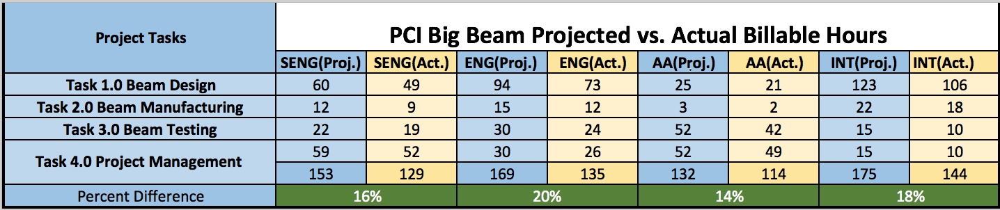 Project Tasks PCI Big Beam Projected vs. Actual Billable Hours
SENG(Proj.) SENG(Act.) ENG(Proj.) ENG(Act.) AA(Proj.) AA(Act.) INT(Proj.) INT(Act.)
Task 1.0 Beam Design 60 49 94 73 25 21 123 106
Task 2.0 Beam Manufacturing 12 9 15 12 3 2 22 18
Task 3.0 Beam Testing 22 19 30 24 52 42 15 10
Task 4.0 Project Management 59 52 30 26 52 49 15 10
153 129 169 135 132 114 175 144
Percent Difference 16% 20% 14% 18%